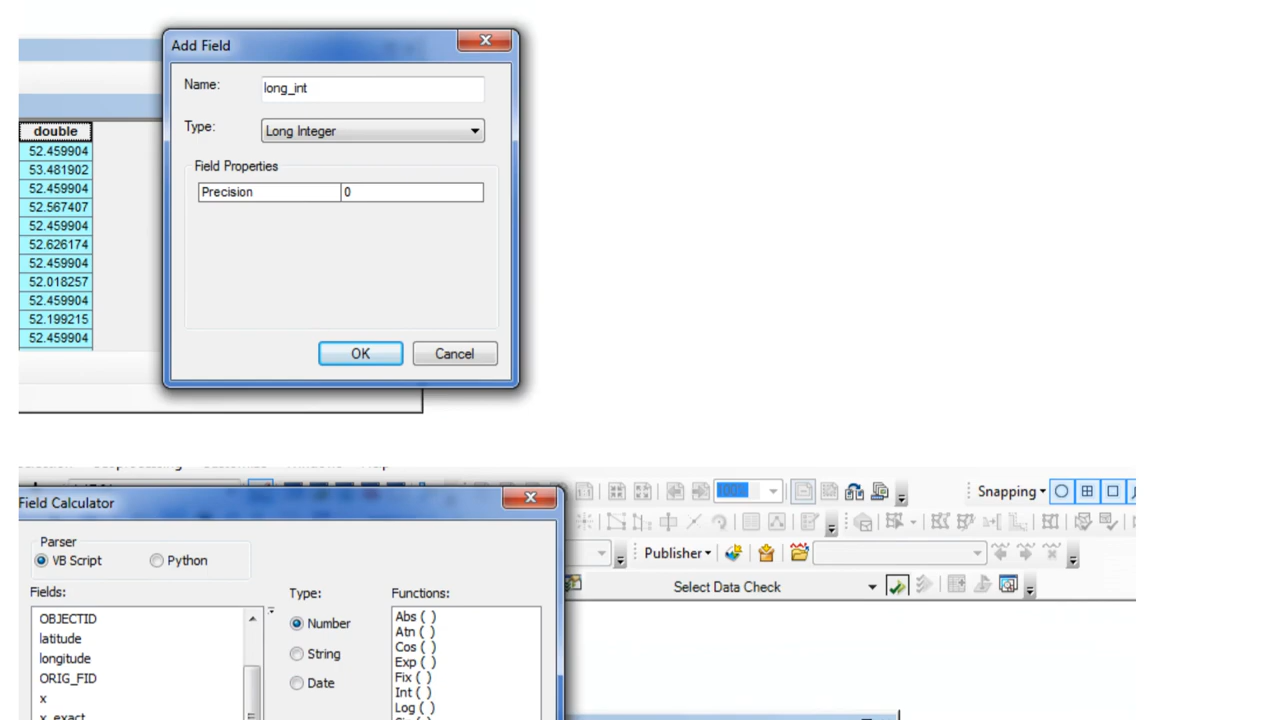 Add Field
Name:
long_int
Type:
Long Integer
Field Properties
Precision
0
OK
Cancel
double
52.459904
53.481902
52.459904
52.567407
52.459904
52.626174
52.459904
52.018257
52.459904
52.199215
52.459904
Field Calculator
Parser
VB Script
Python
Fields:
OBJECTID
latitude
longitude
ORIG_FID
x
x_exact
Type:
Number
String
Date
Functions:
Abs ( )
Atn ( )
Cos ( )
Exp ( )
Fix ( )
Int ( )
Log ( )
Snapping
Publisher
Select Data Check